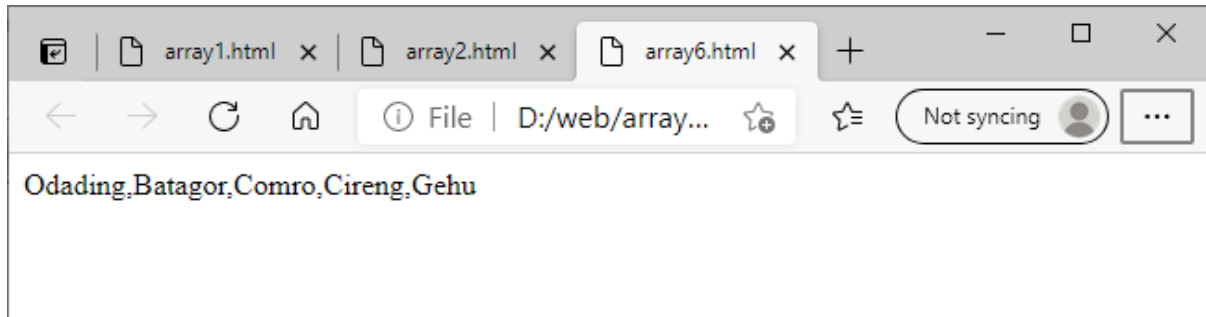 array1.html array2.html array6.html
File D:/web/array... Not syncing
Odading,Batagor,Comro,Cireng,Gehu